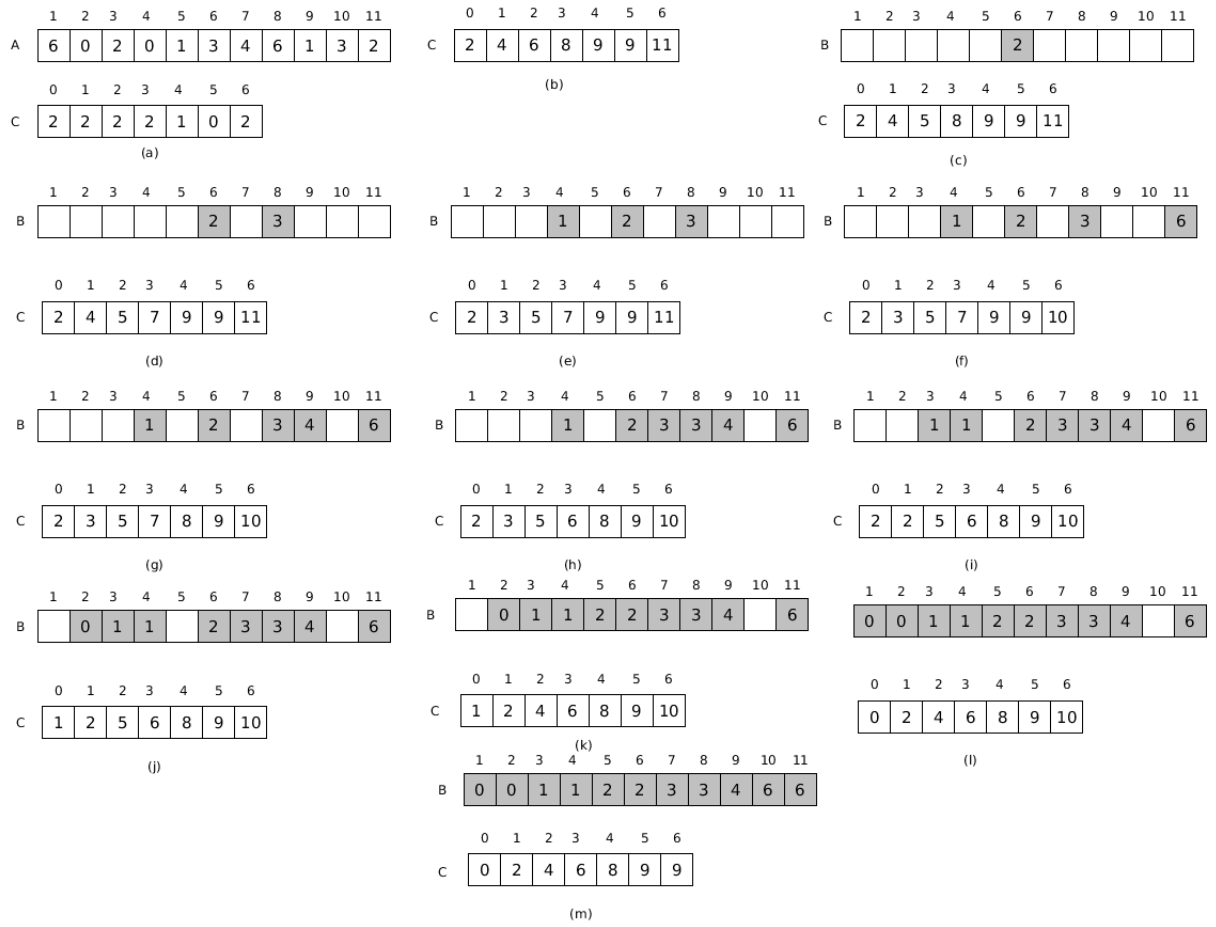 1 2 3 4 5 6 7 8 9 10 11
A 6 0 2 0 1 3 4 6 1 3 2
0 1 2 3 4 5 6
C 2 2 2 2 1 0 2
(a)
0 1 2 3 4 5 6
C 2 4 6 8 9 9 11
(b)
1 2 3 4 5 6 7 8 9 10 11
B 2
0 1 2 3 4 5 6
C 2 4 5 8 9 9 11
(c)
1 2 3 4 5 6 7 8 9 10 11
B 2 3
0 1 2 3 4 5 6
C 2 4 5 7 9 9 11
(d)
1 2 3 4 5 6 7 8 9 10 11
B 1 2 3
0 1 2 3 4 5 6
C 2 3 5 7 9 9 11
(e)
1 2 3 4 5 6 7 8 9 10 11
B 1 2 3 6
0 1 2 3 4 5 6
C 2 3 5 7 9 9 10
(f)
1 2 3 4 5 6 7 8 9 10 11
B 1 2 3 4 6
0 1 2 3 4 5 6
C 2 3 5 7 8 9 10
(g)
1 2 3 4 5 6 7 8 9 10 11
B 1 2 3 3 4 6
0 1 2 3 4 5 6
C 2 3 5 6 8 9 10
(h)
1 2 3 4 5 6 7 8 9 10 11
B 1 1 2 3 3 4 6
0 1 2 3 4 5 6
C 2 2 5 6 8 9 10
(i)
1 2 3 4 5 6 7 8 9 10 11
B 0 1 1 2 3 3 4 6
0 1 2 3 4 5 6
C 1 2 5 6 8 9 10
(j)
1 2 3 4 5 6 7 8 9 10 11
B 0 1 1 2 2 3 3 4 6
0 1 2 3 4 5 6
C 1 2 4 6 8 9 10
(k)
1 2 3 4 5 6 7 8 9 10 11
0 0 1 1 2 2 3 3 4 6
0 1 2 3 4 5 6
0 2 4 6 8 9 10
(l)
1 2 3 4 5 6 7 8 9 10 11
B 0 0 1 1 2 2 3 3 4 6 6
0 1 2 3 4 5 6
C 0 2 4 6 8 9 9
(m)